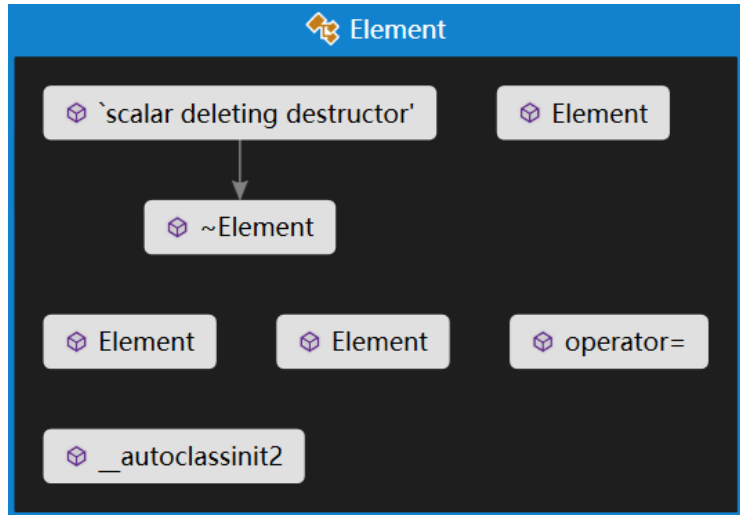 Element
`scalar deleting destructor'
Element
~Element
Element
Element
operator=
__autoclassinit2